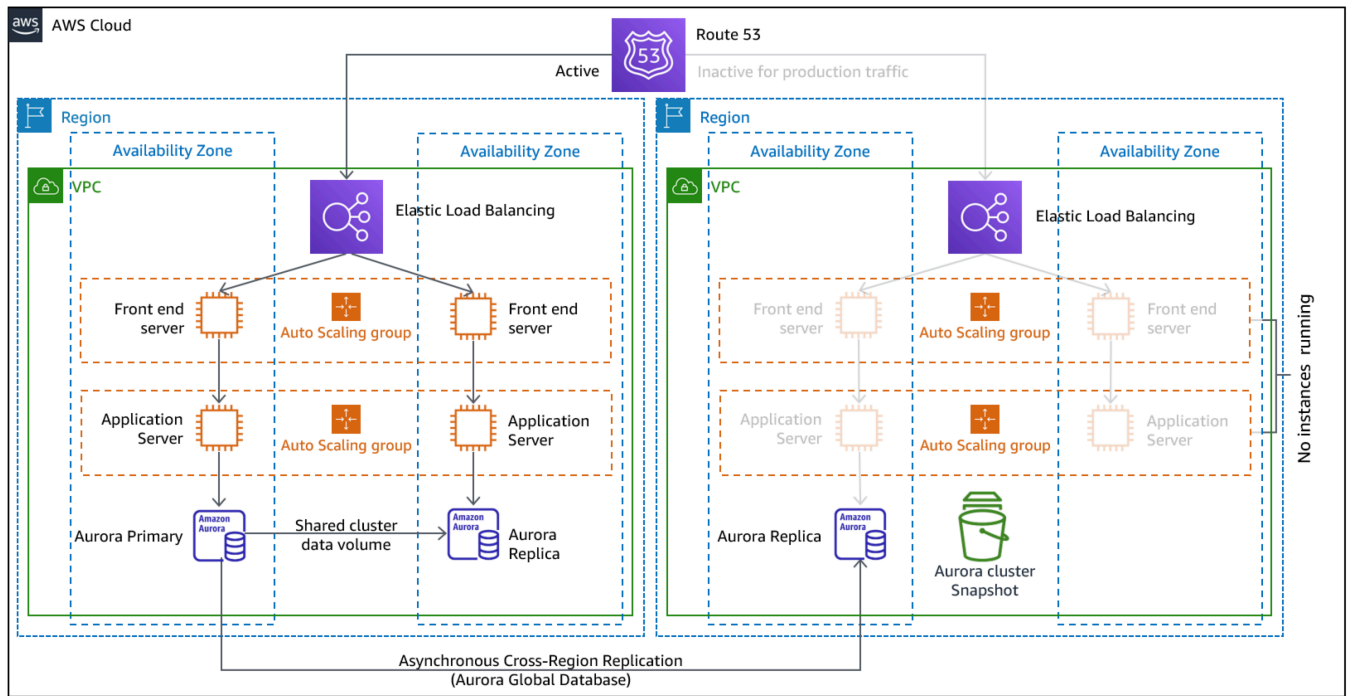 aws
AWS Cloud
53
Route 53
Active
Inactive for production traffic
Region
Availability Zone
Availability Zone
VPC
Elastic Load Balancing
Front end
server
Auto Scaling group
Front end
server
Application
Server
Auto Scaling group
Application
Server
Aurora Primary
Amazon
Aurora
Shared cluster
data volume
Amazon
Aurora
Aurora
Replica
Region
Availability Zone
Availability Zone
VPC
Elastic Load Balancing
Front end
server
Auto Scaling group
Front end
server
Application
Server
Auto Scaling group
Application
Server
No instances running
Aurora Replica
Amazon
Aurora
Aurora cluster
Snapshot
Asynchronous Cross-Region Replication
(Aurora Global Database)